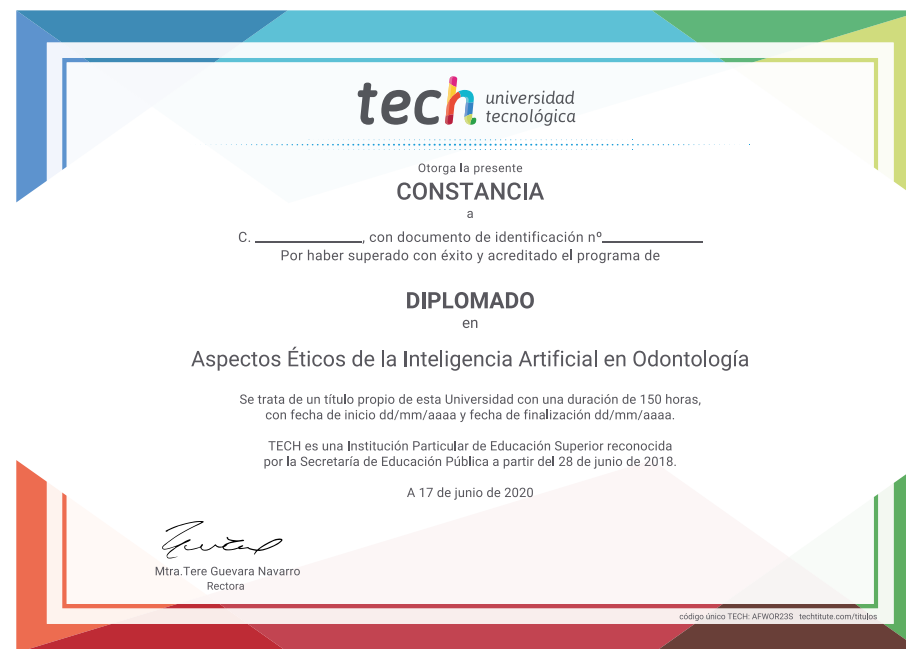 tech universidad
tecnológica
Otorga la presente
CONSTANCIA
a
C. ____________, con documento de identificación nº____________
Por haber superado con éxito y acreditado el programa de
DIPLOMADO
en
Aspectos Éticos de la Inteligencia Artificial en Odontología
Se trata de un título propio de esta Universidad con una duración de 150 horas,
con fecha de inicio dd/mm/aaaa y fecha de finalización dd/mm/aaaa.
TECH es una Institución Particular de Educación Superior reconocida
por la Secretaría de Educación Pública a partir del 28 de junio de 2018.
A 17 de junio de 2020
Mtra.Tere Guevara Navarro
Rectora
código único TECH: AFWOR23S techtitute.com/titulos